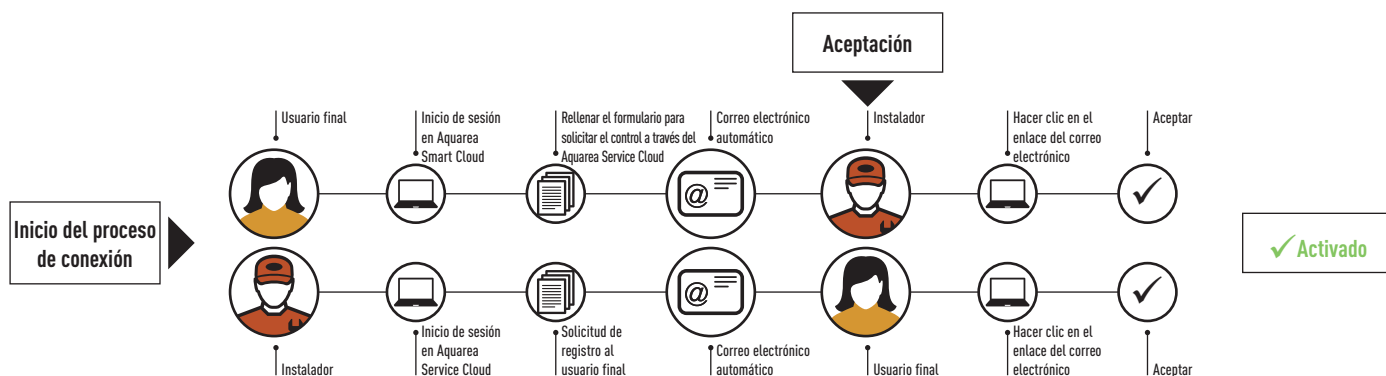 Aceptación
Usuario final
Inicio de sesión
en Aquarea
Smart Cloud
Rellenar el formulario para
solicitar el control a través del
Aquarea Service Cloud
Correo electrónico
automático
Instalador
Hacer clic en el
enlace del correo
electrónico
Aceptar
@
Inicio del proceso
de conexión
Activado
@
Instalador
Inicio de sesión
en Aquarea
Service Cloud
Solicitud de
registro al
usuario final
Correo electrónico
automático
Usuario final
Hacer clic en el
enlace del correo
electrónico
Aceptar